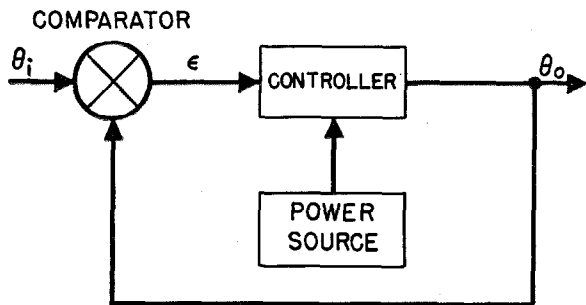 COMPARATOR
θi
ϵ
CONTROLLER
θo
POWER
SOURCE